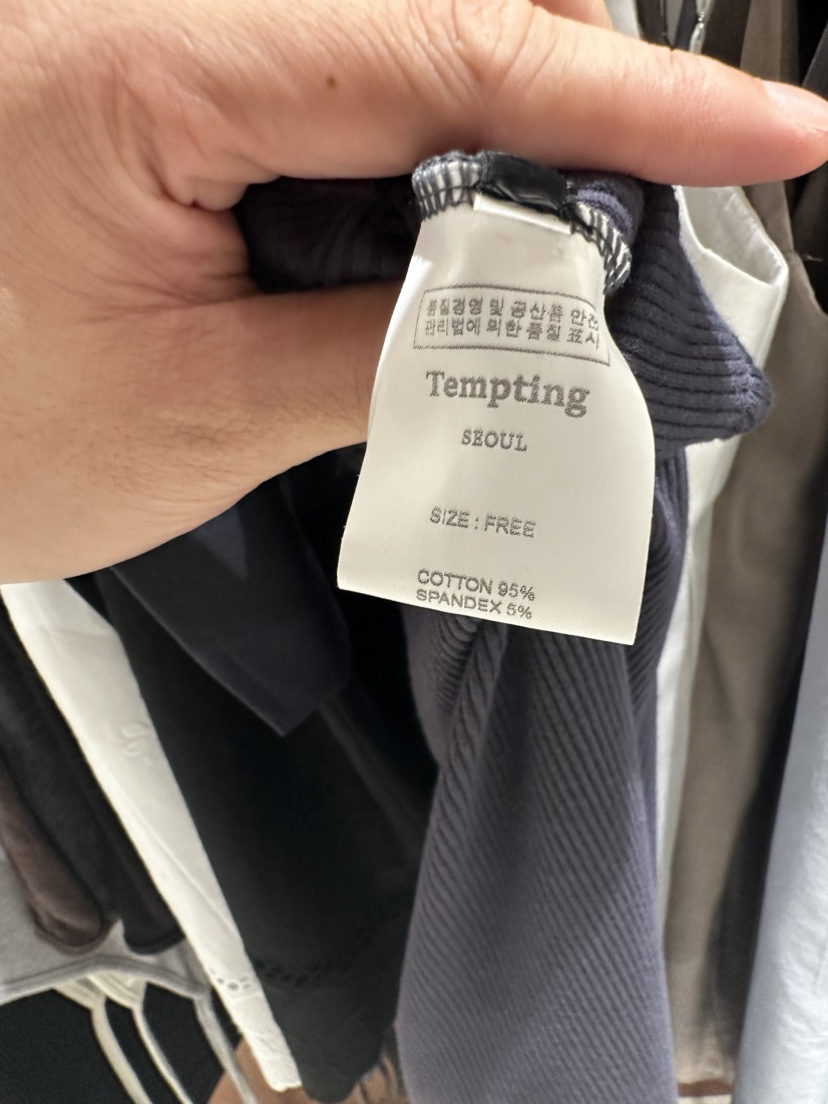 품질경영 및 공산품 안전
관리법에 의한 품질 표시
Tempting
SEOUL
SIZE : FREE
COTTON 95%
SPANDEX 5%